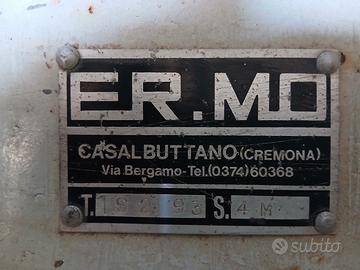 ER.MO
CASALBUTTANO (CREMONA)
Via Bergamo-Tel.(0374)60368
T. S. 4 M
subito